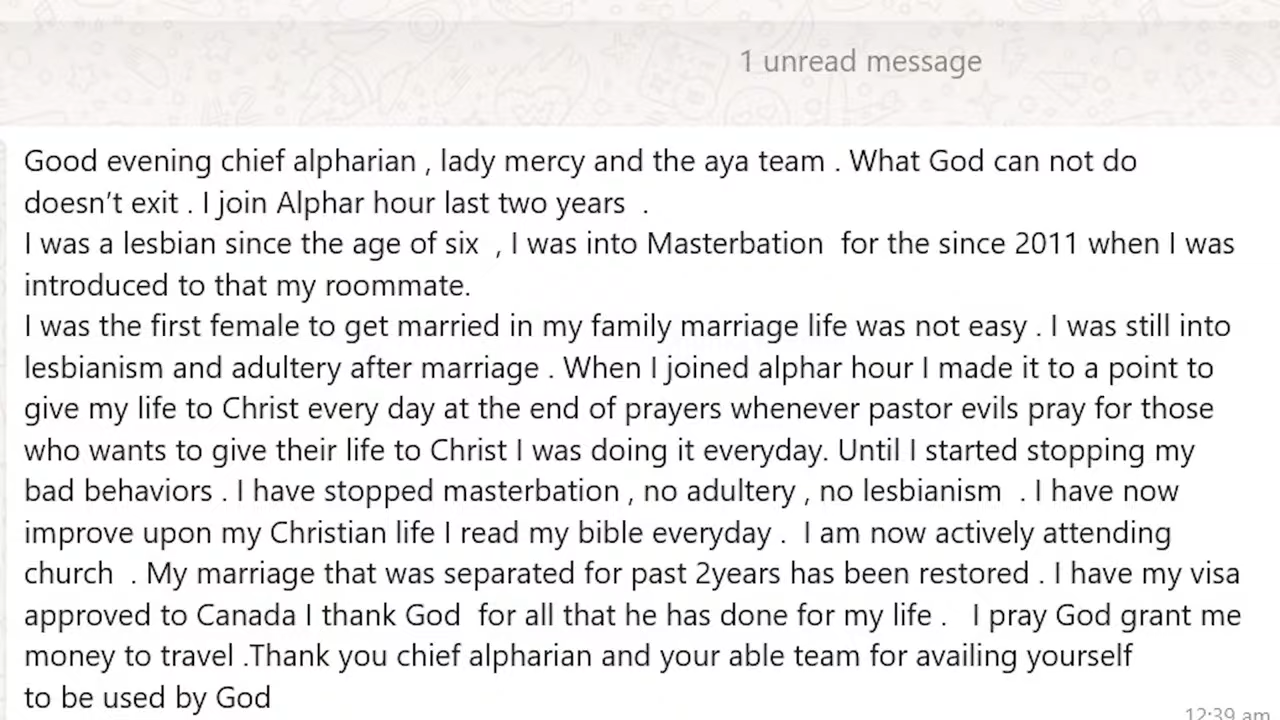 1 unread message
Good evening chief alpharian , lady mercy and the aya team . What God can not do
doesn't exit . I join Alphar hour last two years .
I was a lesbian since the age of six , I was into Masterbation for the since 2011 when I was
introduced to that my roommate.
I was the first female to get married in my family marriage life was not easy . I was still into
lesbianism and adultery after marriage . When I joined alphar hour I made it to a point to
give my life to Christ every day at the end of prayers whenever pastor evils pray for those
who wants to give their life to Christ I was doing it everyday. Until I started stopping my
bad behaviors . I have stopped masterbation , no adultery , no lesbianism . I have now
improve upon my Christian life I read my bible everyday . I am now actively attending
church . My marriage that was separated for past 2years has been restored . I have my visa
approved to Canada I thank God for all that he has done for my life . I pray God grant me
money to travel .Thank you chief alpharian and your able team for availing yourself
to be used by God
12:39 am